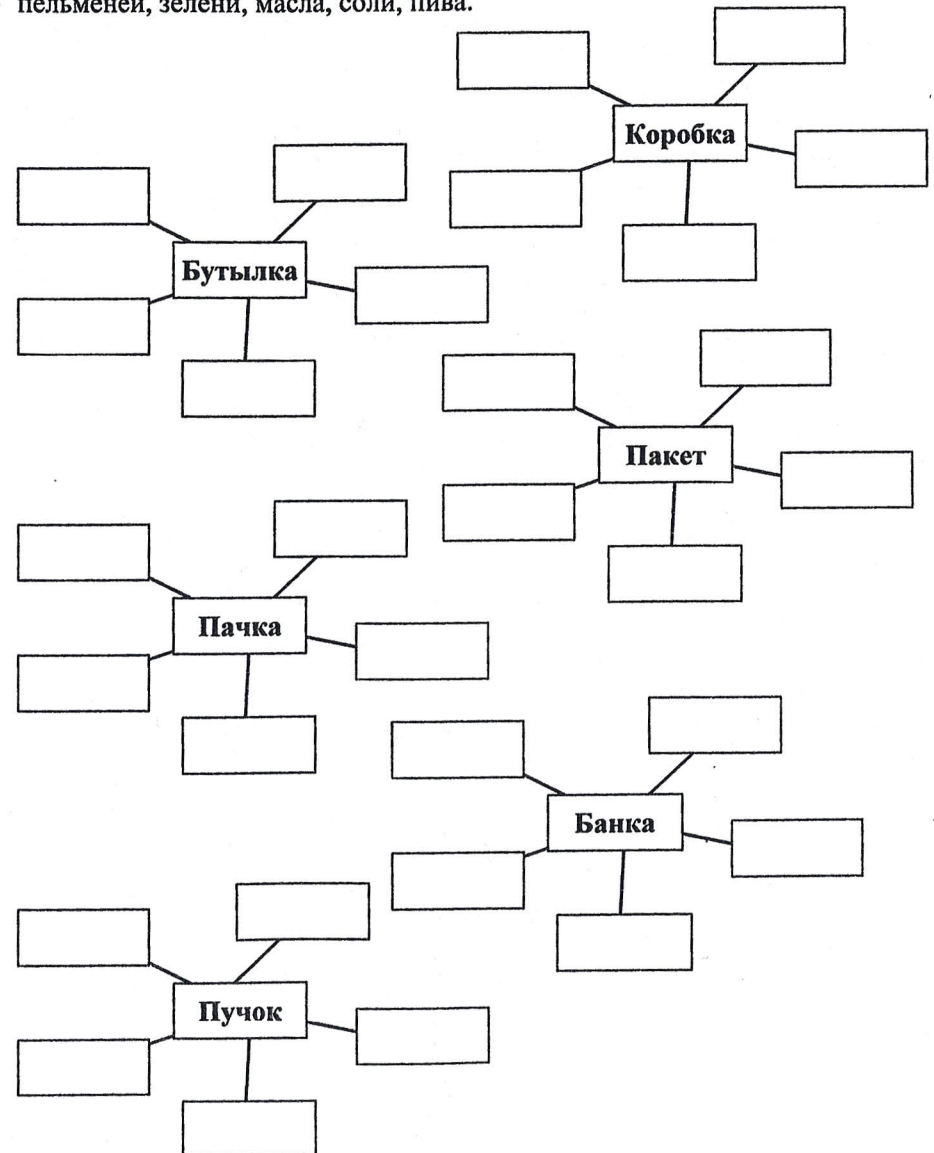 пельменей, зелени, масла, соли, пива.
Коробка
Бутылка
Пакет
Пачка
Банка
Пучок